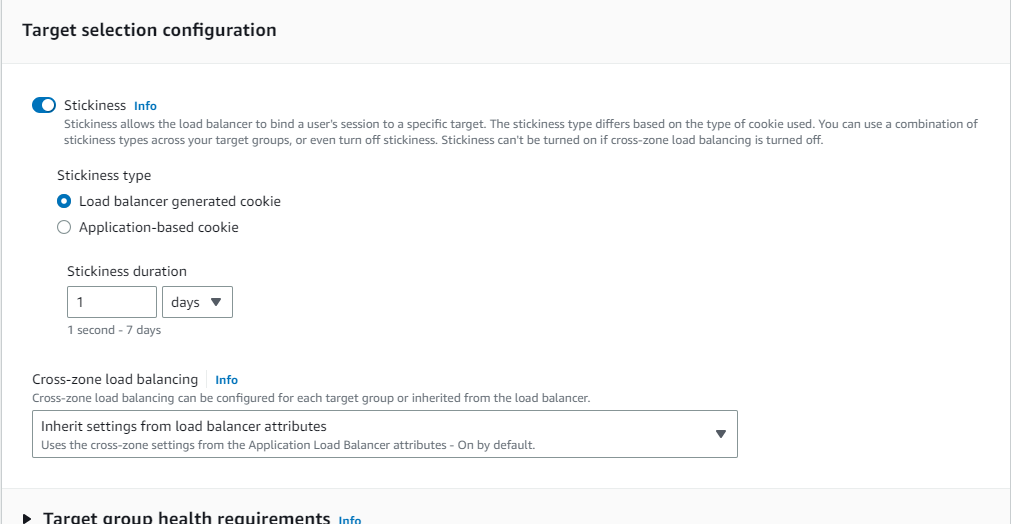 Target selection configuration
Stickiness Info
Stickiness allows the load balancer to bind a user's session to a specific target. The stickiness type differs based on the type of cookie used. You can use a combination of
stickiness types across your target groups, or even turn off stickiness. Stickiness can't be turned on if cross-zone load balancing is turned off.
Stickiness type
Load balancer generated cookie
Application-based cookie
Stickiness duration
1 days
1 second - 7 days
Cross-zone load balancing Info
Cross-zone load balancing can be configured for each target group or inherited from the load balancer.
Inherit settings from load balancer attributes
Uses the cross-zone settings from the Application Load Balancer attributes - On by default.
Target group health requirements Info